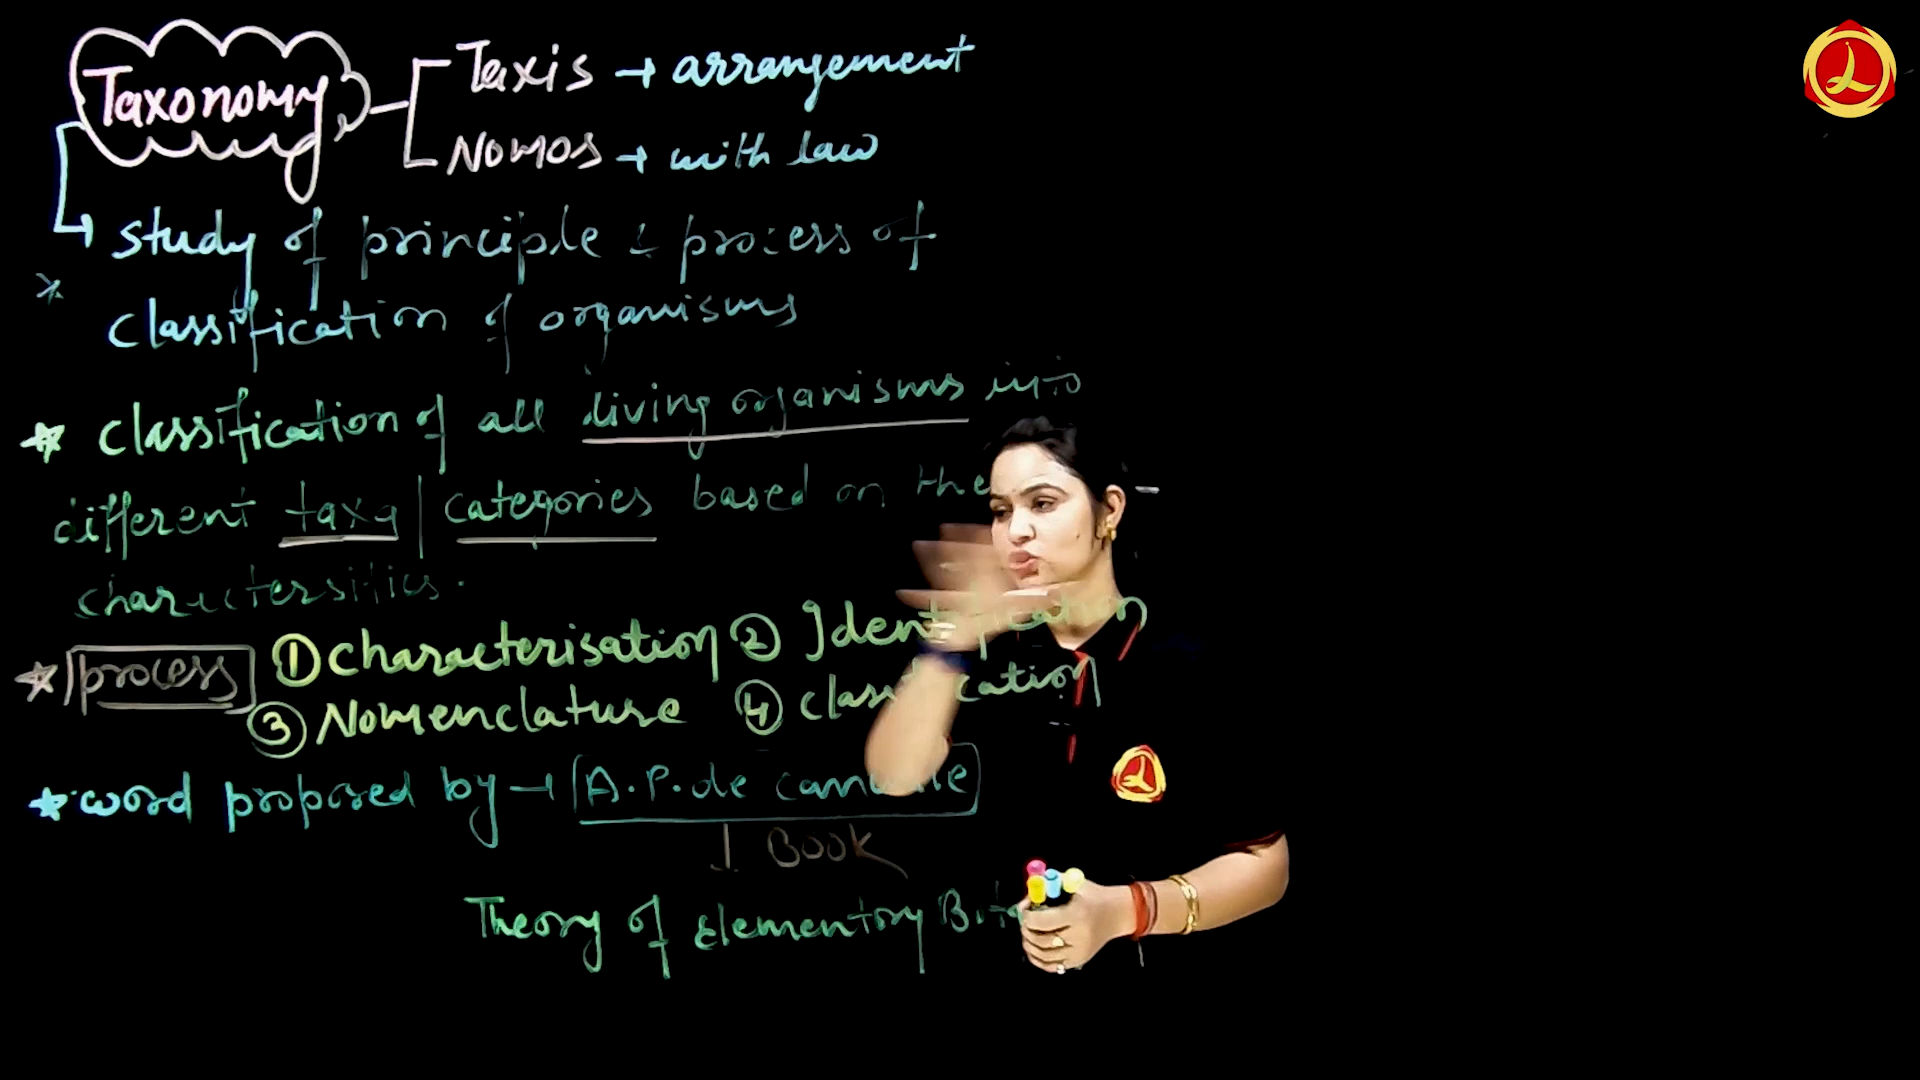 Taxonomy
Taxis → arrangement
Nomos → with law
study of principle & process of
classification of organisms
classification of all living organisms into
different taxa | categories based on the
charactersitics.
process ① characterisation ② Identification
③ Nomenclature ④ classification
word proposed by → A.P. de
↓ Book
Theory of elementory